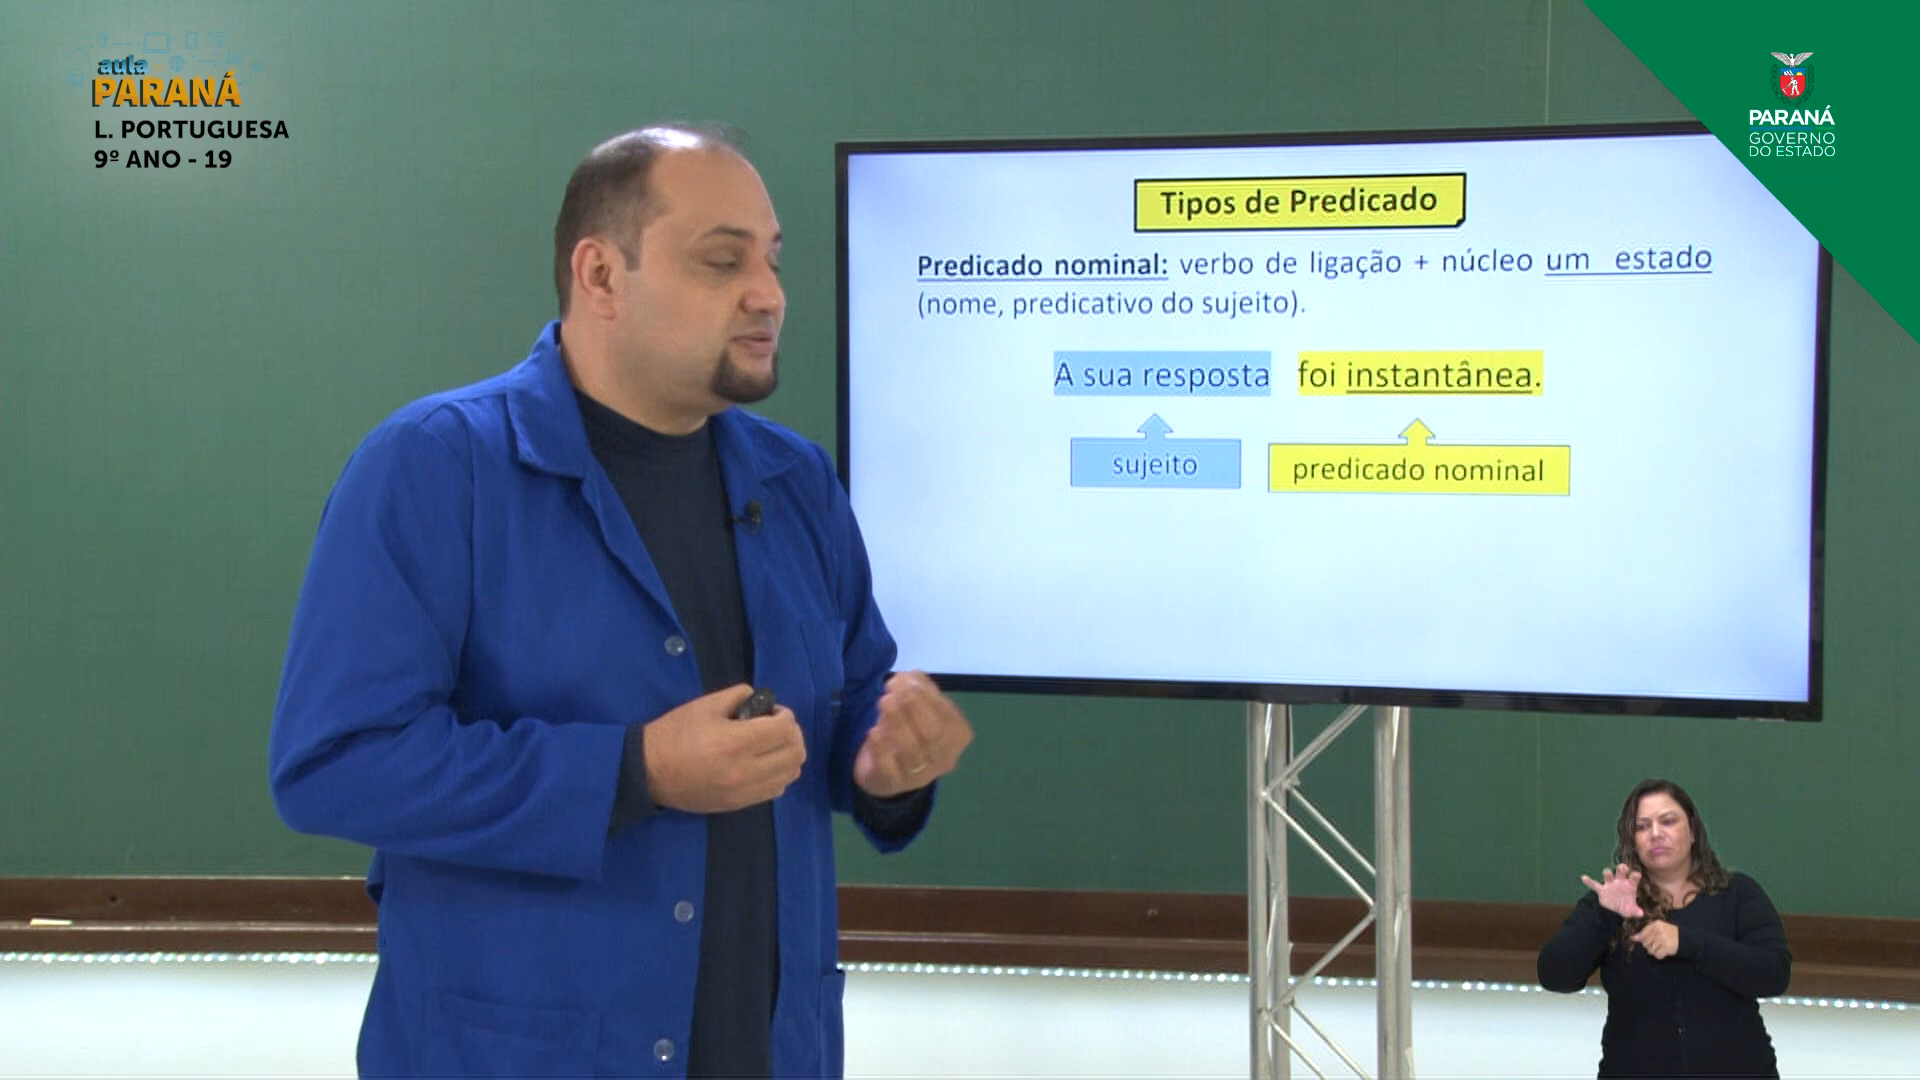 aula
PARANÁ
L. PORTUGUESA
9º ANO - 19
PARANÁ
GOVERNO
DO ESTADO
Tipos de Predicado
Predicado nominal: verbo de ligação + núcleo um estado
(nome, predicativo do sujeito).
A sua resposta foi instantânea.
sujeito
predicado nominal